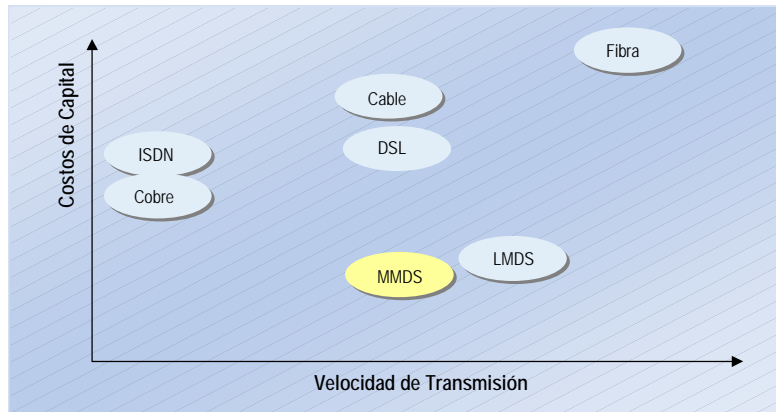 Fibra
Cable
DSL
ISDN
Cobre
LMDS
MMDS
Costos de Capital
Velocidad de Transmisión